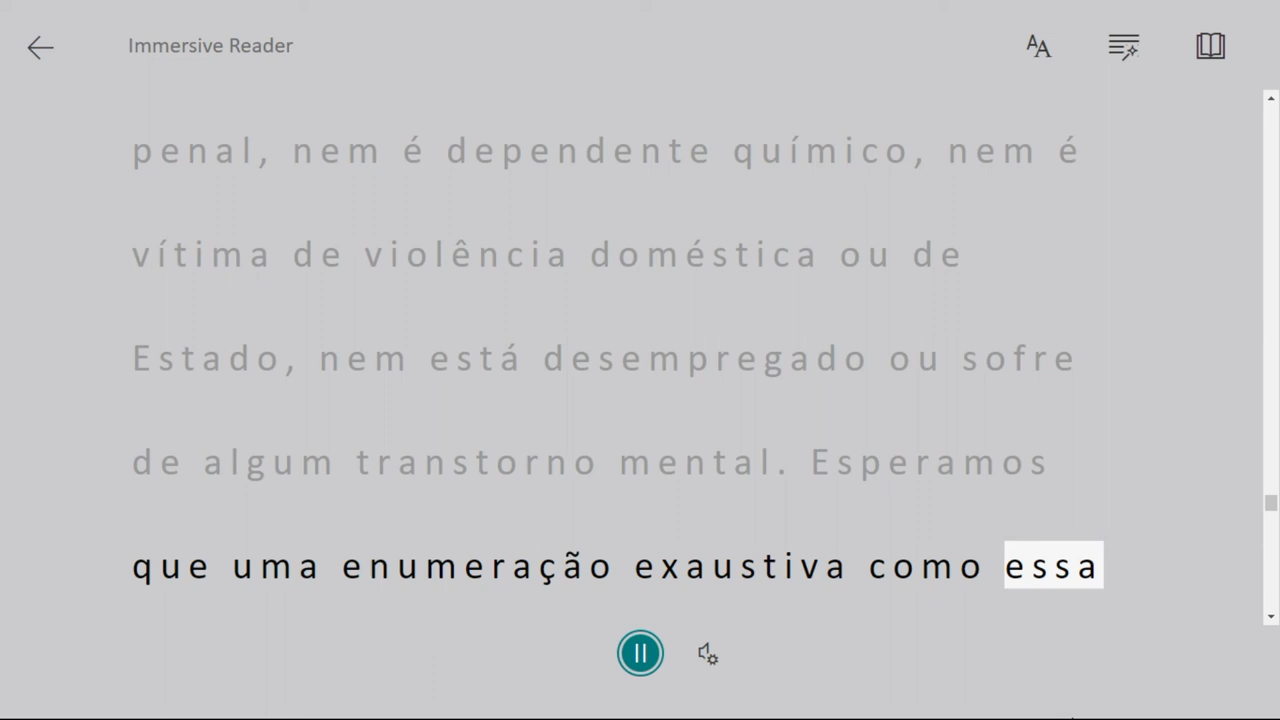 Immersive Reader
penal, nem é dependente químico, nem é
vítima de violência doméstica ou de
Estado, nem está desempregado ou sofre
de algum transtorno mental. Esperamos
que uma enumeração exaustiva como essa